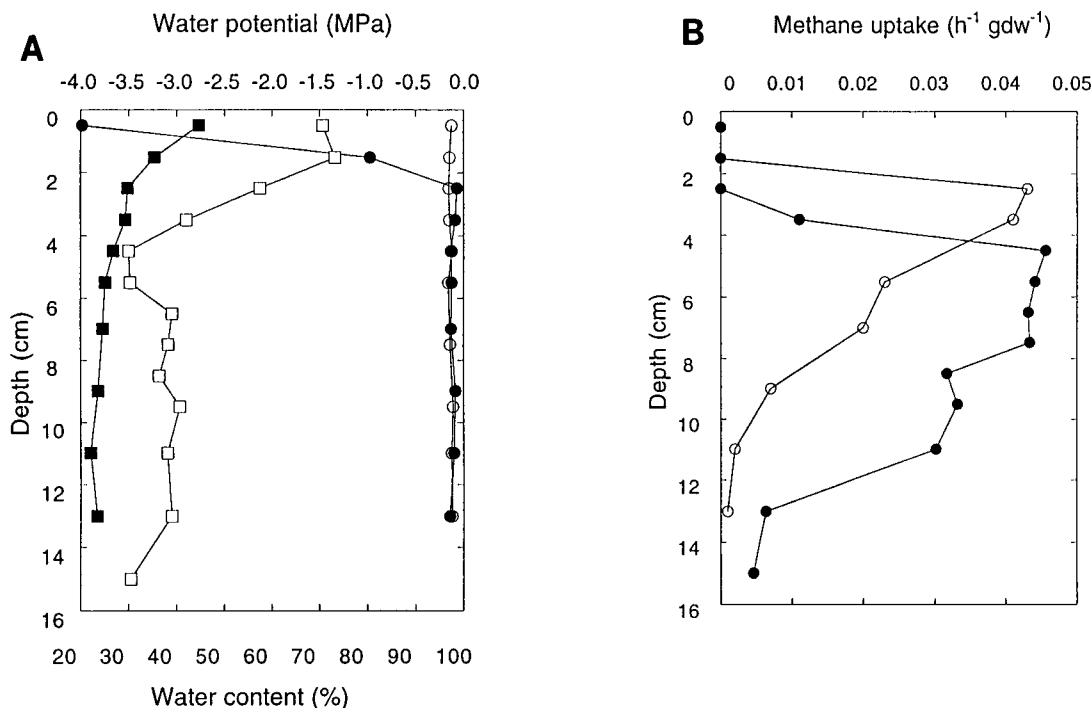 A
Water potential (MPa)
-4.0 -3.5 -3.0 -2.5 -2.0 -1.5 -1.0 -0.5 0.0
0
2
4
6
8
10
12
14
16
Depth (cm)
20 30 40 50 60 70 80 90 100
Water content (%)
B
Methane uptake (h⁻¹ gdw⁻¹)
0 0.01 0.02 0.03 0.04 0.05
0
2
4
6
8
10
12
14
16
Depth (cm)